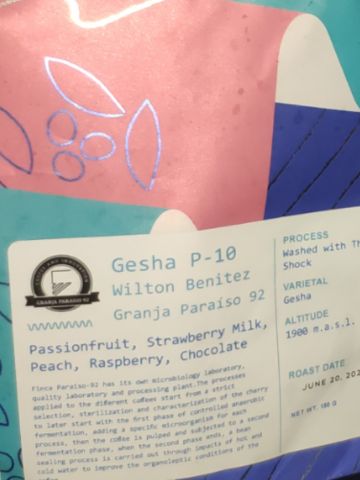 Gesha P-10
Wilton Benitez
Granja Paraíso 92
GRANJA PARAISO 92
Passionfruit, Strawberry Milk,
Peach, Raspberry, Chocolate
Finca Paraiso-92 has its own microbiology laboratory,
quality laboratory and processing plant.The processes
applied to the different coffees start from a strict
selection, sterilization and characterization of the charry
to later start with the first phase of controlled anaerobic
fermentation, adding a specific microorganism for each
process, then the coffee is pulped and subjected to a second
fermentation phase, when the second phase ends, a bean
sealing process is carried out through impacts of hot and
cold water to improve the organoleptic conditions of the
PROCESS
Washed with Th
Shock
VARIETAL
Gesha
ALTITUDE
1900 m.a.s.l.
ROAST DATE
JUNE 20, 202
NET WT.